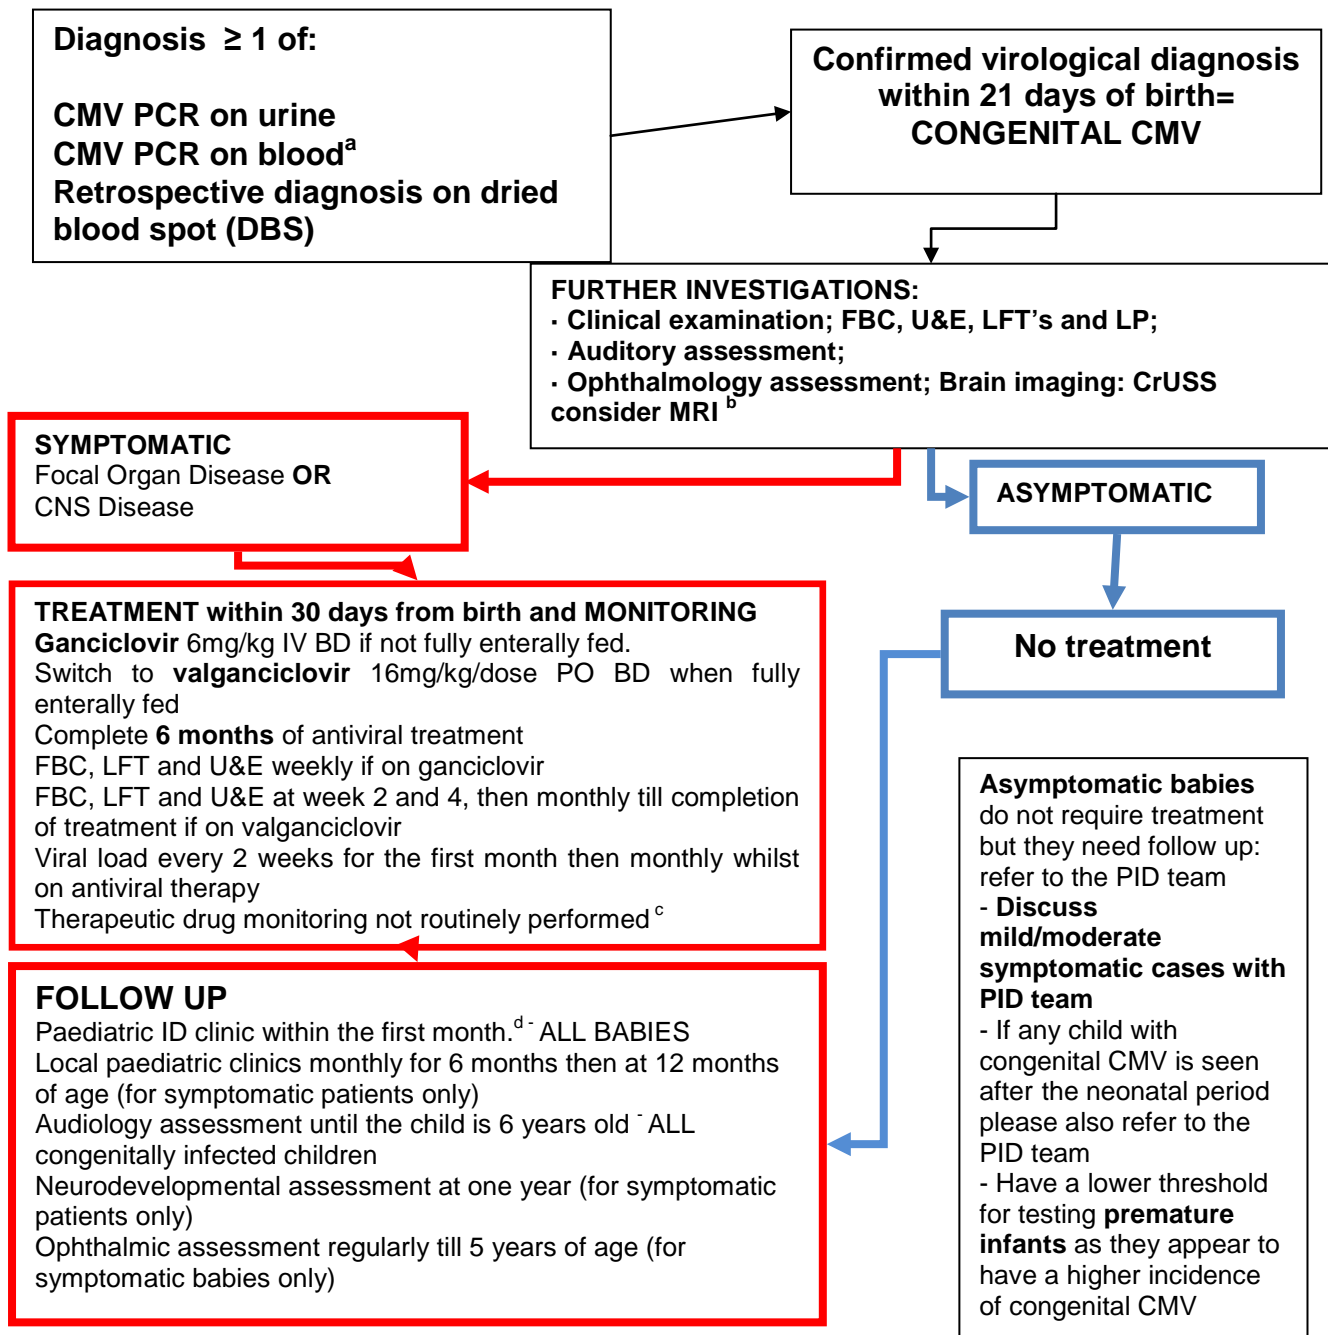 Diagnosis ≥ 1 of:
CMV PCR on urine
CMV PCR on blood a
Retrospective diagnosis on dried
blood spot (DBS)
Confirmed virological diagnosis
within 21 days of birth=
CONGENITAL CMV
FURTHER INVESTIGATIONS:
· Clinical examination; FBC, U&E, LFT’s and LP;
· Auditory assessment;
· Ophthalmology assessment; Brain imaging: CrUSS
consider MRI b
SYMPTOMATIC
Focal Organ Disease OR
CNS Disease
ASYMPTOMATIC
No treatment
TREATMENT within 30 days from birth and MONITORING
Ganciclovir 6mg/kg IV BD if not fully enterally fed.
Switch to valganciclovir 16mg/kg/dose PO BD when fully
enterally fed
Complete 6 months of antiviral treatment
FBC, LFT and U&E weekly if on ganciclovir
FBC, LFT and U&E at week 2 and 4, then monthly till completion
of treatment if on valganciclovir
Viral load every 2 weeks for the first month then monthly whilst
on antiviral therapy
Therapeutic drug monitoring not routinely performed c
FOLLOW UP
Paediatric ID clinic within the first month. d - ALL BABIES
Local paediatric clinics monthly for 6 months then at 12 months
of age (for symptomatic patients only)
Audiology assessment until the child is 6 years old - ALL
congenitally infected children
Neurodevelopmental assessment at one year (for symptomatic
patients only)
Ophthalmic assessment regularly till 5 years of age (for
symptomatic babies only)
Asymptomatic babies
do not require treatment
but they need follow up:
refer to the PID team
- Discuss
mild/moderate
symptomatic cases with
PID team
- If any child with
congenital CMV is seen
after the neonatal period
please also refer to the
PID team
- Have a lower threshold
for testing premature
infants as they appear to
have a higher incidence
of congenital CMV